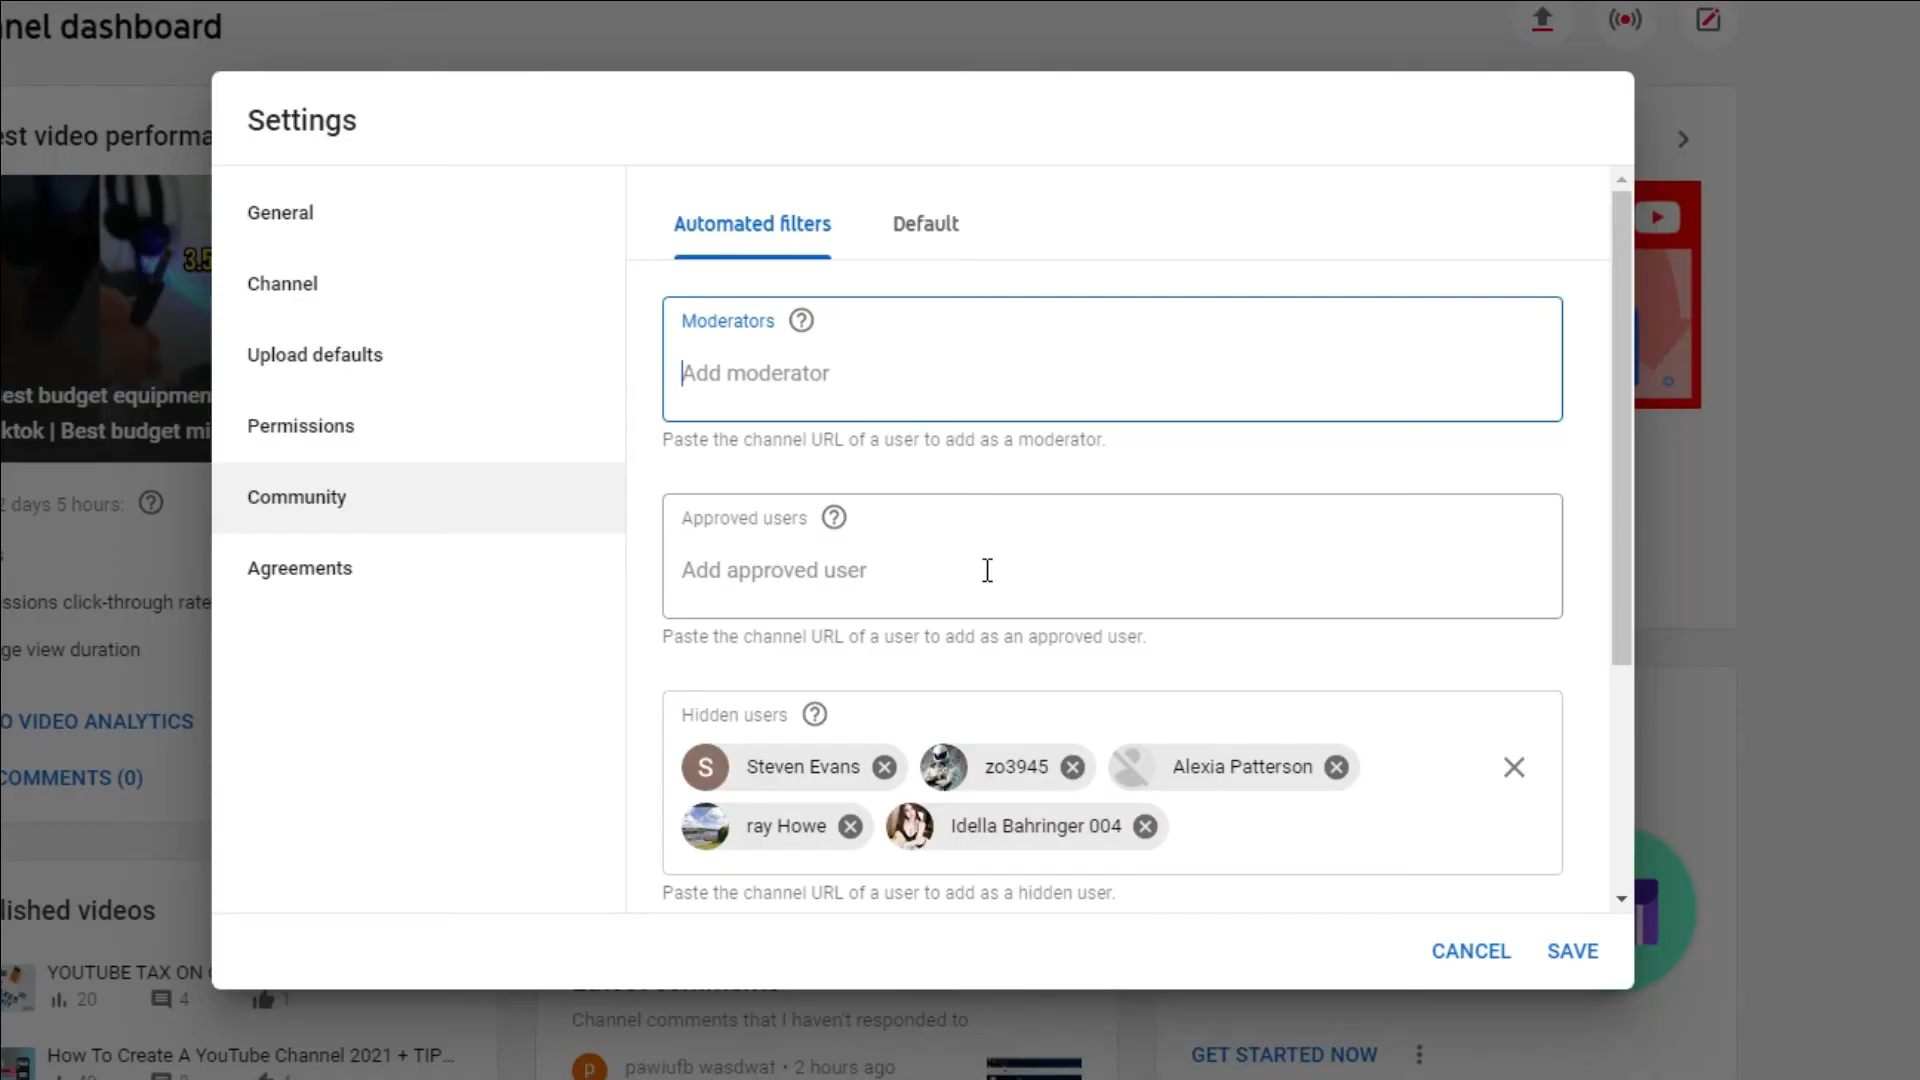 nnel dashboard
Settings
est video performa
General
Automated filters
Default
Channel
3.5
Moderators
Upload defaults
Add moderator
est budget equipmen
ktok | Best budget mi
Permissions
Paste the channel URL of a user to add as a moderator.
Community
2 days 5 hours:
Approved users
Agreements
Add approved user
ssions click-through rate
Paste the channel URL of a user to add as an approved user.
ge view duration
Hidden users
O VIDEO ANALYTICS
S
Steven Evans
zo3945
Alexia Patterson
COMMENTS (0)
ray Howe
Idella Bahringer 004
Paste the channel URL of a user to add as a hidden user.
lished videos
CANCEL
SAVE
YOUTUBE TAX ON
20
4
1
Channel comments that I haven't responded to
How To Create A YouTube Channel 2021 + TIP...
GET STARTED NOW
p
pawiufb wasdwat • 2 hours ago